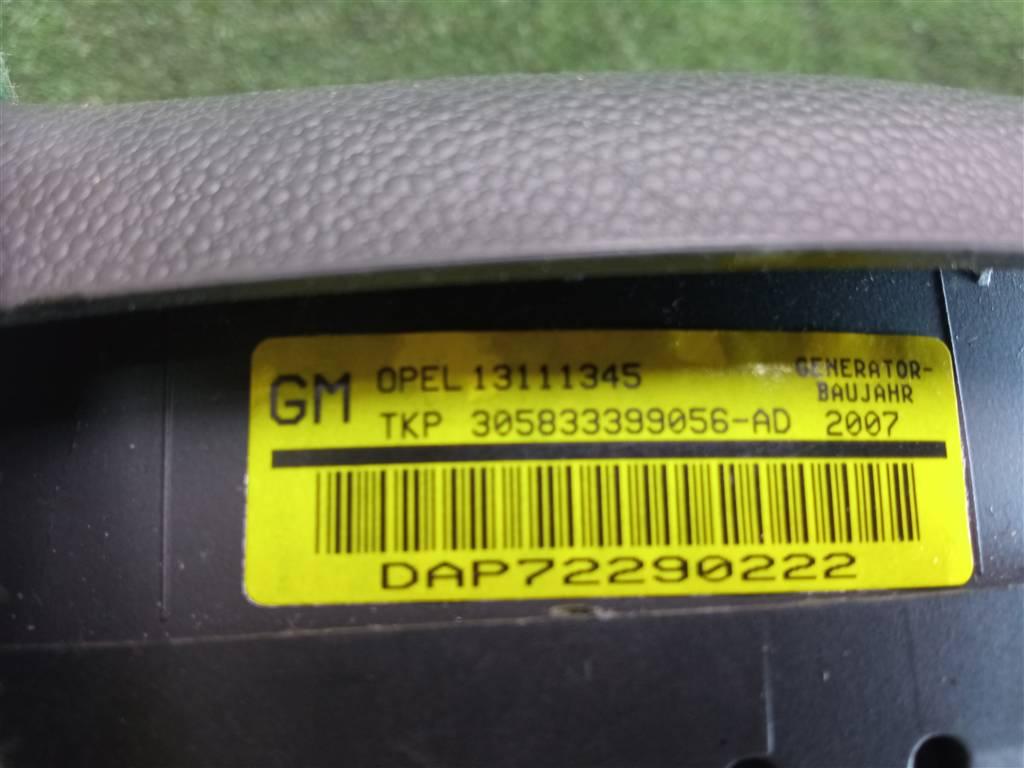 GM
OPEL 13111345
GENERATOR-
BAUJAHR
TKP 305833399056-AD
2007
DAP72290222